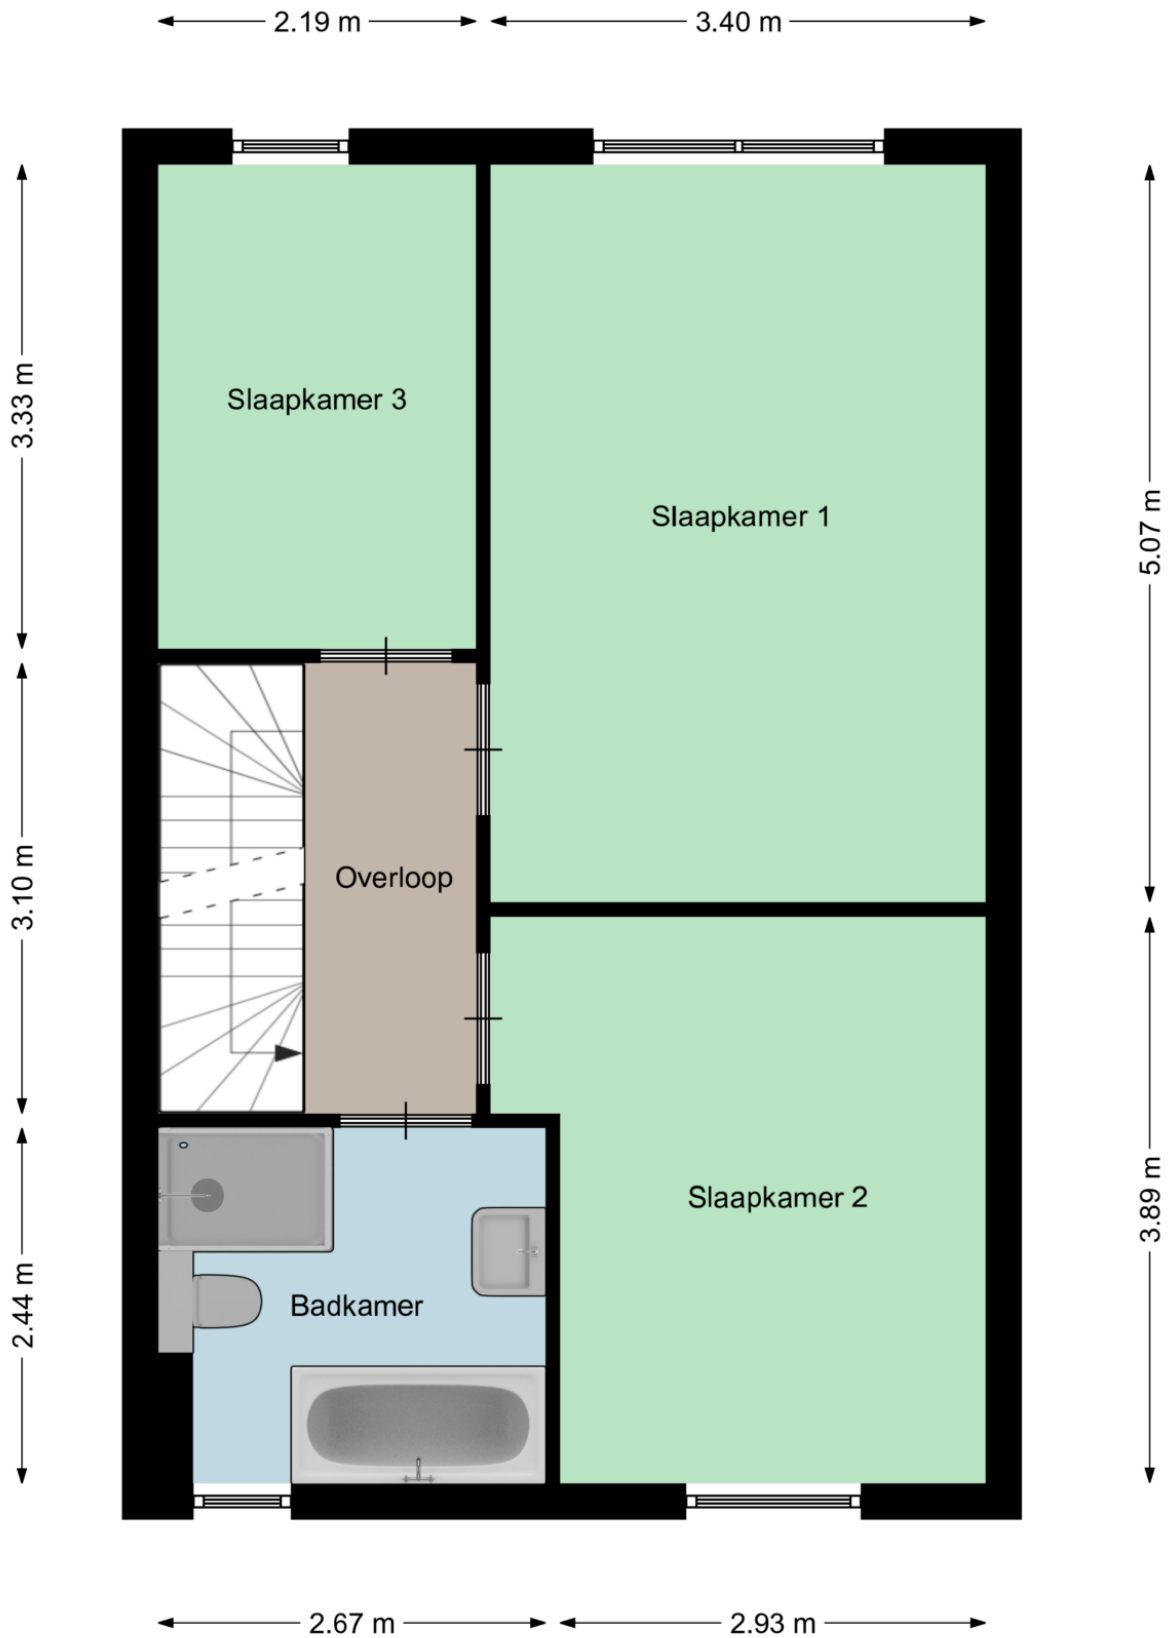 2.19 m
3.40 m
3.33 m
Slaapkamer 3
Slaapkamer 1
5.07 m
3.10 m
Overloop
Slaapkamer 2
3.89 m
2.44 m
Badkamer
2.67 m
2.93 m